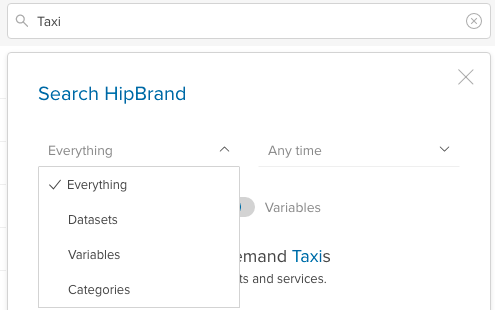 Taxi
Search HipBrand
Everything
Any time
Everything
Datasets
Variables
Variables
Categories
emand Taxis
ts and services.